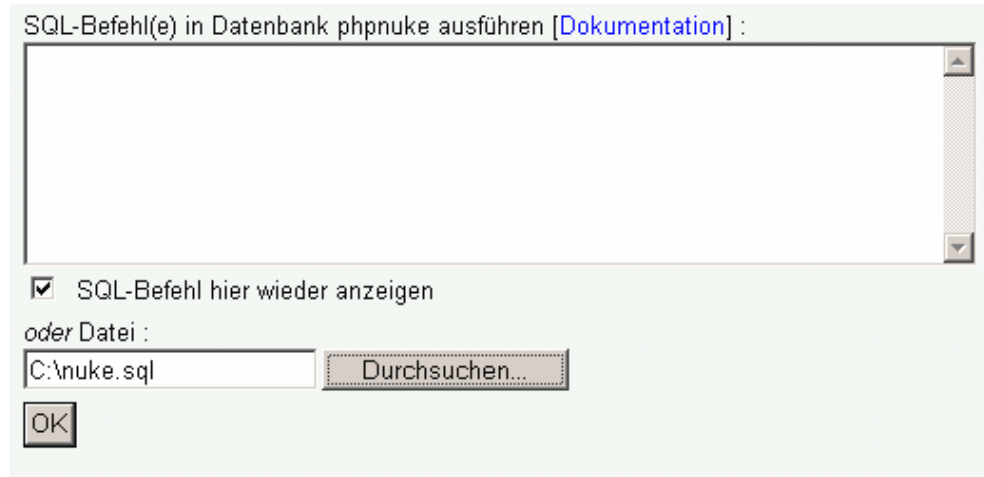 SQL-Befehl(e) in Datenbank phpnuke ausführen [Dokumentation] :
SQL-Befehl hier wieder anzeigen
oder Datei :
C:\nuke.sql Durchsuchen...
OK